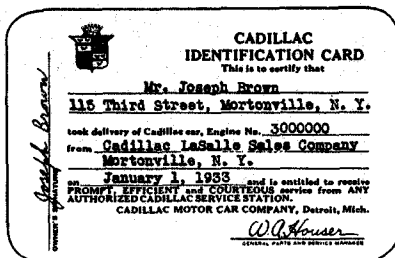 CADILLAC
IDENTIFICATION CARD
This is to certify that
Mr. Joseph Brown
115 Third Street, Mortonville, N. Y.
took delivery of Cadillac car, Engine No. 3000000
from Cadillac LaSalle Sales Company
Mortonville, N. Y.
on January 1, 1933 and is entitled to receive
PROMPT, EFFICIENT and COURTEOUS service from ANY
AUTHORIZED CADILLAC SERVICE STATION.
CADILLAC MOTOR CAR COMPANY, Detroit, Mich.
W. A. Houser
GENERAL PARTS AND SERVICE MANAGER
Joseph Brown
OWNER'S SIGNATURE